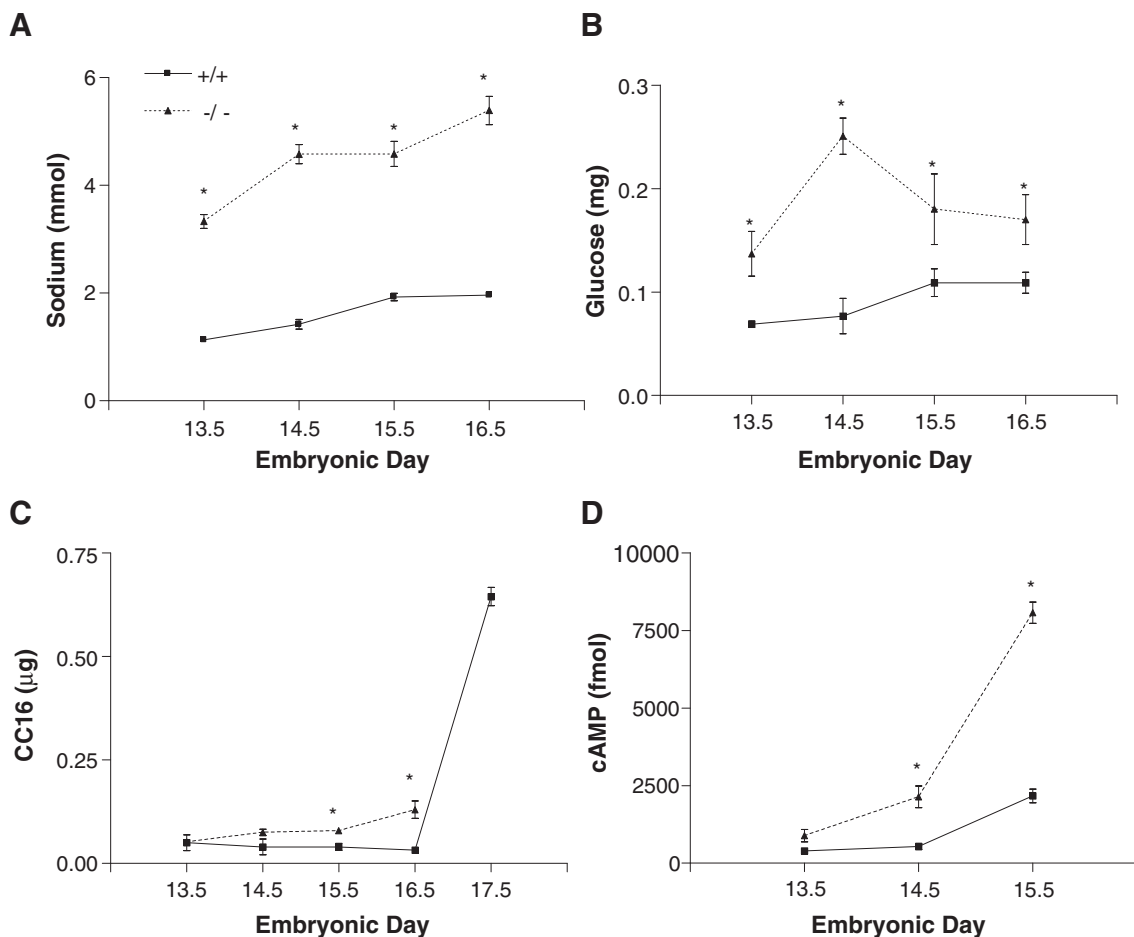 A
+/+
-/ -
6
4
2
0
Sodium (mmol)
* * * *
13.5 14.5 15.5 16.5
Embryonic Day
B
0.3
0.2
0.1
0.0
Glucose (mg)
* * * *
13.5 14.5 15.5 16.5
Embryonic Day
C
0.75
0.50
0.25
0.00
CC16 (μg)
* *
13.5 14.5 15.5 16.5 17.5
Embryonic Day
D
10000
7500
5000
2500
0
cAMP (fmol)
* *
13.5 14.5 15.5
Embryonic Day